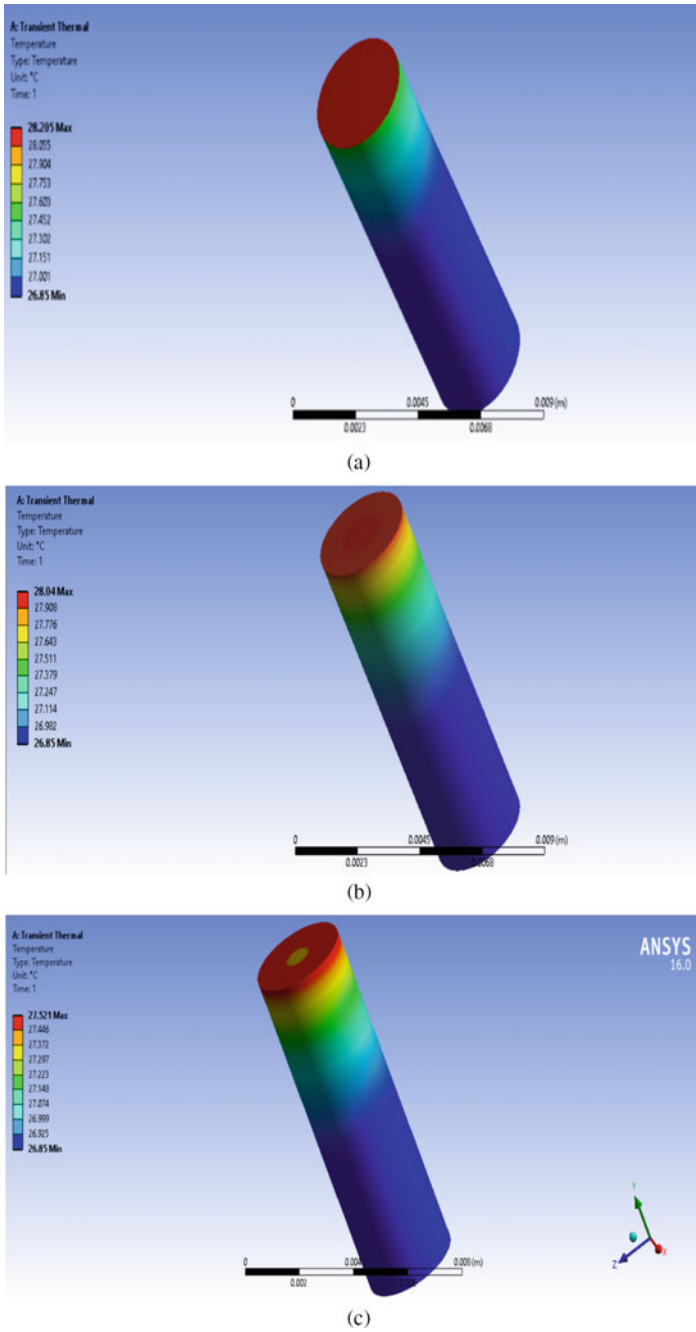 A: Transient Thermal
Temperature
Type: Temperature
Unit: °C
Time: 1
28.205 Max
28.055
27.904
27.753
27.603
27.452
27.302
27.151
27.001
26.85 Min
0 0.0045 0.009 (m)
0.0023 0.0068
(a)
A: Transient Thermal
Temperature
Type: Temperature
Unit: °C
Time: 1
28.04 Max
27.908
27.776
27.643
27.511
27.379
27.247
27.114
26.982
26.85 Min
0 0.0045 0.009 (m)
0.0023 0.0068
(b)
A: Transient Thermal
Temperature
Type: Temperature
Unit: °C
Time: 1
ANSYS
16.0
27.521 Max
27.446
27.372
27.297
27.223
27.148
27.074
26.999
26.925
26.85 Min
Y
Z X
0 0.008 (m)
0.002
(c)